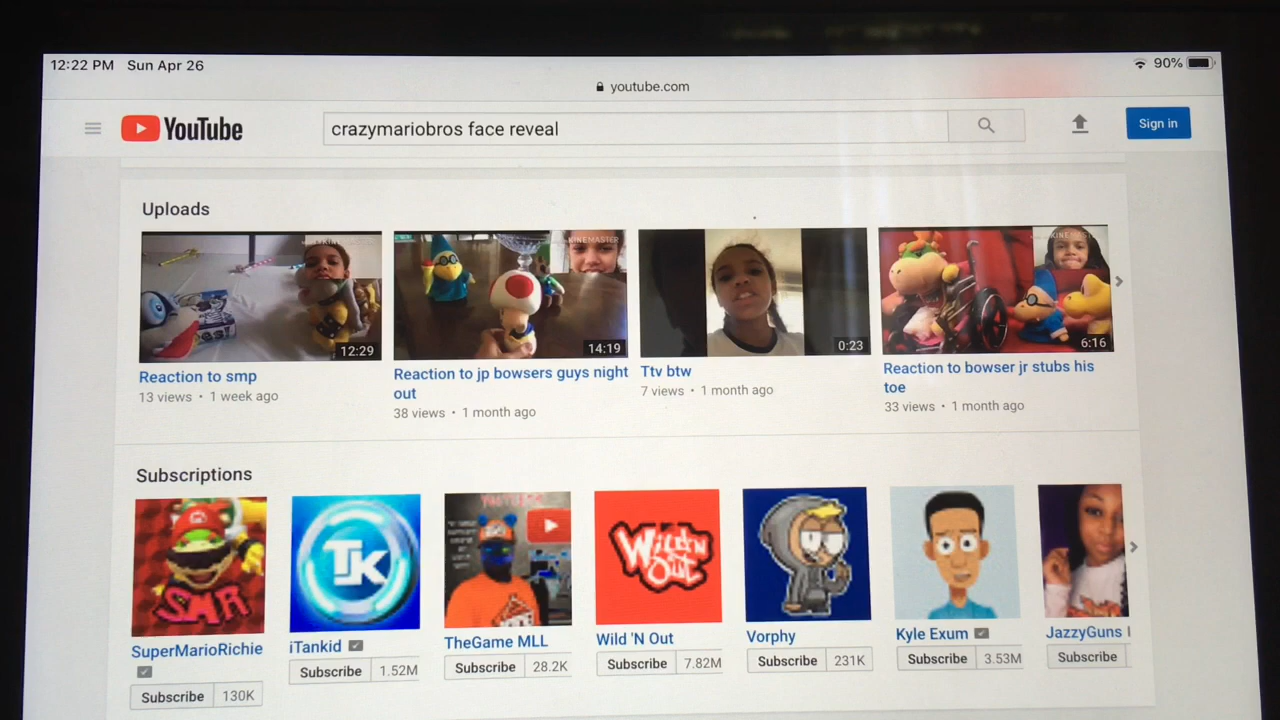 12:22 PM Sun Apr 26
90%
youtube.com
YouTube
crazymariobros face reveal
Sign in
Uploads
KINEMASTER
12:29
14:19
0:23
6:16
Reaction to smp
13 views • 1 week ago
Reaction to jp bowsers guys night
out
38 views • 1 month ago
Ttv btw
7 views • 1 month ago
Reaction to bowser jr stubs his
toe
33 views • 1 month ago
Subscriptions
SMR
TK
Wild'N
Out
SuperMarioRichie
Subscribe 130K
iTankid
Subscribe 1.52M
TheGame MLL
Subscribe 28.2K
Wild 'N Out
Subscribe 7.82M
Vorphy
Subscribe 231K
Kyle Exum
Subscribe 3.53M
JazzyGuns
Subscribe